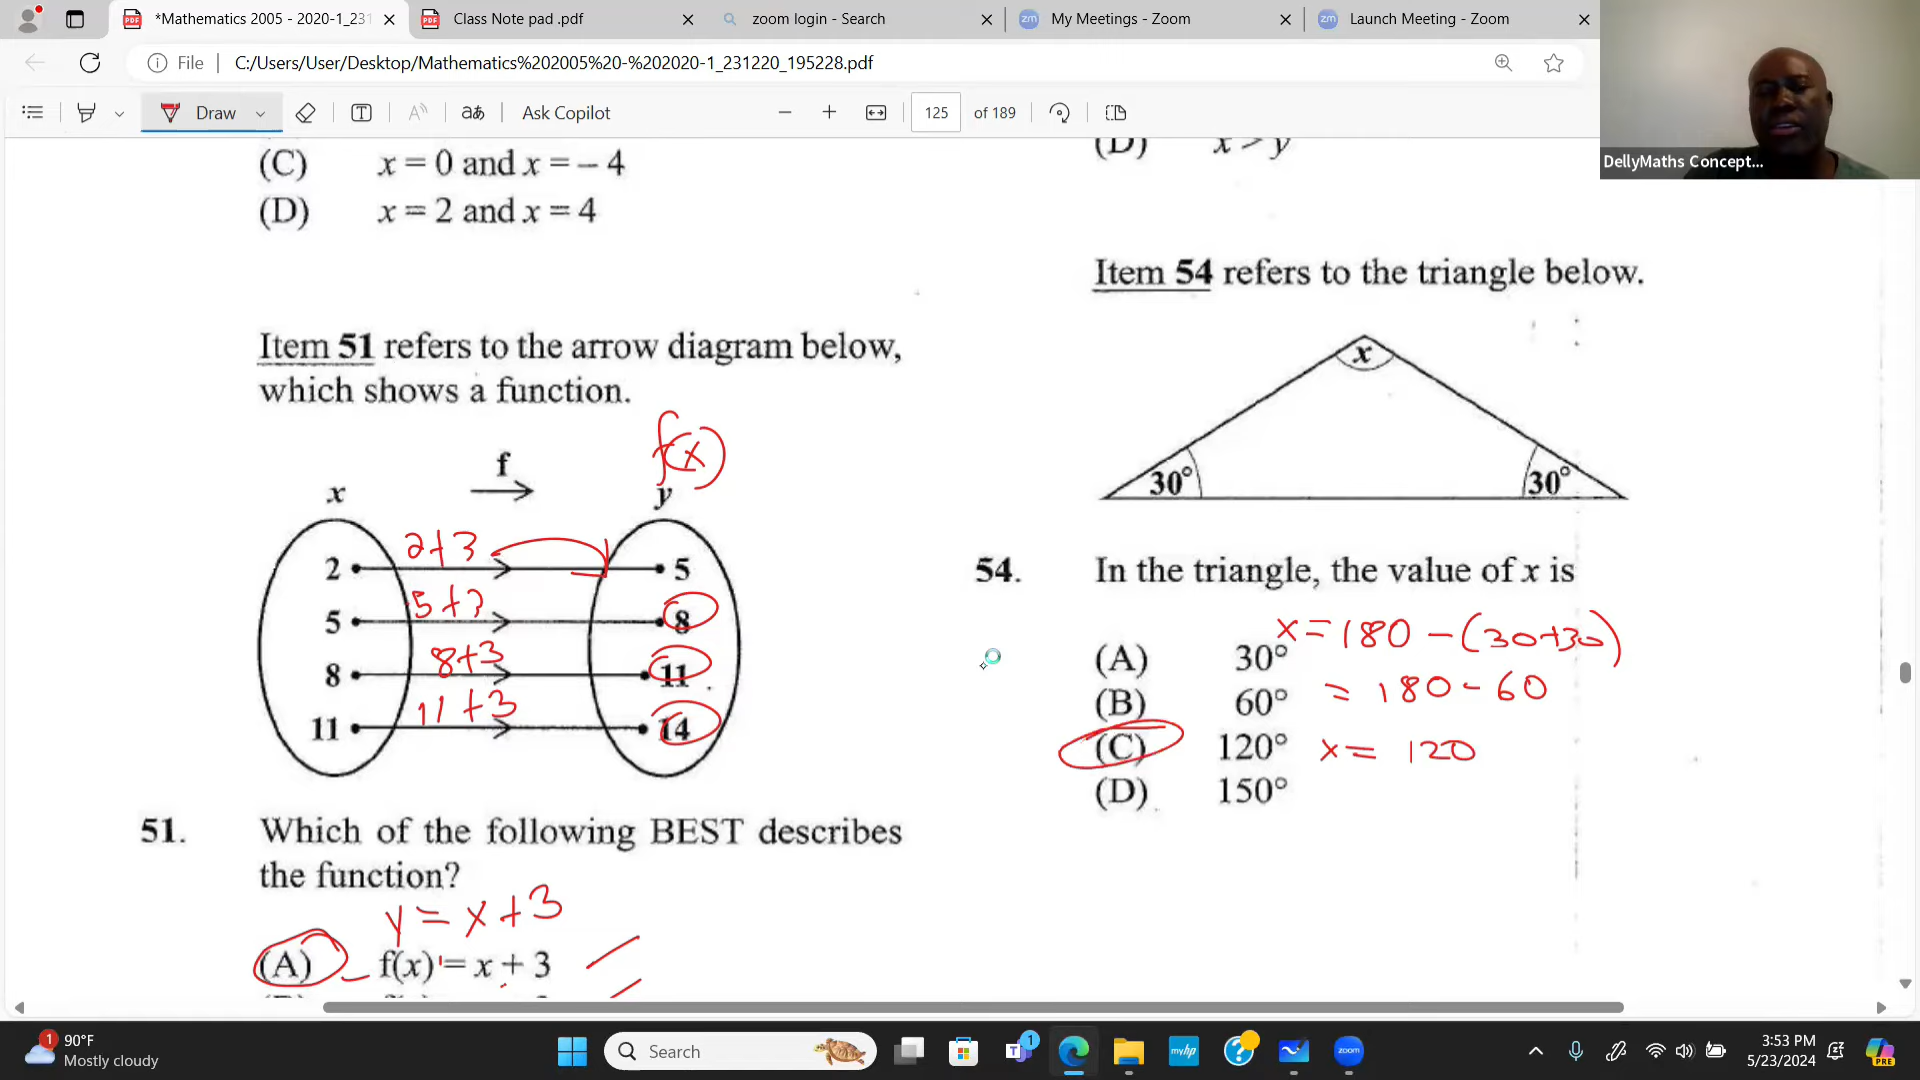 *Mathematics 2005 - 2020-1_231
Class Note pad .pdf
zoom login - Search
My Meetings - Zoom
Launch Meeting - Zoom
File
C:/Users/User/Desktop/Mathematics%202005%20-%202020-1_231220_195228.pdf
Draw
Ask Copilot
125 of 189
DellyMaths Concept...
(C) x = 0 and x = – 4
(D) x = 2 and x = 4
Item 51 refers to the arrow diagram below,
which shows a function.
f(x)
f
x
y
2 2+3 5
5 5+3 8
8 8+3 11
11 11+3 14
51. Which of the following BEST describes
the function?
y = x+3
(A) f(x) = x + 3
(D) x > y
Item 54 refers to the triangle below.
x
30°
30°
54. In the triangle, the value of x is
x = 180 - (30+30)
(A) 30°
= 180 - 60
(B) 60°
(C) 120°
x = 120
(D) 150°
1
90°F
Mostly cloudy
Search
1
myhp
zoom
3:53 PM
5/23/2024
PRE